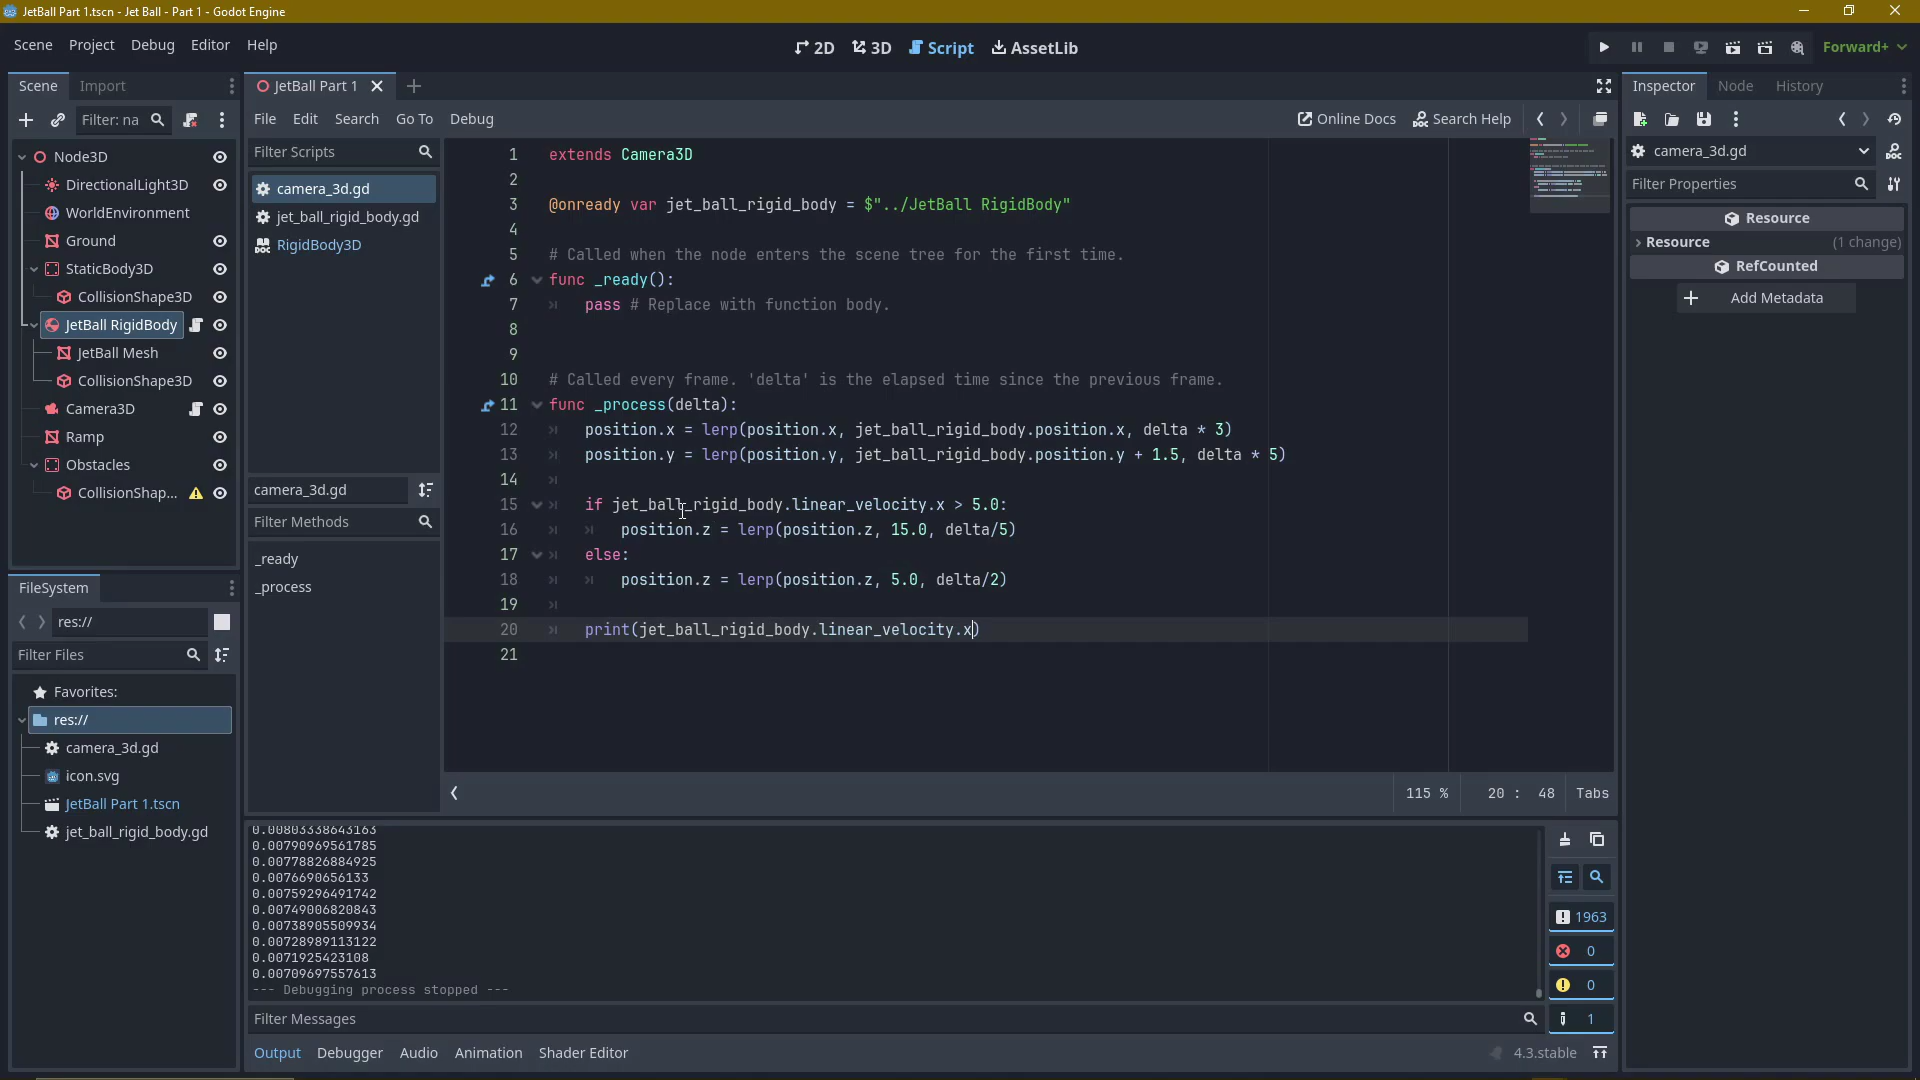 JetBall Part 1.tscn - Jet Ball - Part 1 - Godot Engine
Scene Project Debug Editor Help
2D 3D Script AssetLib
Forward+
Scene Import
Filter: na
Node3D
DirectionalLight3D
WorldEnvironment
Ground
StaticBody3D
CollisionShape3D
JetBall RigidBody
JetBall Mesh
CollisionShape3D
Camera3D
Ramp
Obstacles
CollisionShap...
FileSystem
res://
Filter Files
Favorites:
res://
camera_3d.gd
icon.svg
JetBall Part 1.tscn
jet_ball_rigid_body.gd
JetBall Part 1
File Edit Search Go To Debug
Online Docs Search Help
Filter Scripts
camera_3d.gd
jet_ball_rigid_body.gd
DOC RigidBody3D
camera_3d.gd
Filter Methods
_ready
_process
1 extends Camera3D
2
3 @onready var jet_ball_rigid_body = $"../JetBall RigidBody"
4
5 # Called when the node enters the scene tree for the first time.
6 func _ready():
7 pass # Replace with function body.
8
9
10 # Called every frame. 'delta' is the elapsed time since the previous frame.
11 func _process(delta):
12 position.x = lerp(position.x, jet_ball_rigid_body.position.x, delta * 3)
13 position.y = lerp(position.y, jet_ball_rigid_body.position.y + 1.5, delta * 5)
14
15 if jet_ball_rigid_body.linear_velocity.x > 5.0:
16 position.z = lerp(position.z, 15.0, delta/5)
17 else:
18 position.z = lerp(position.z, 5.0, delta/2)
19
20 print(jet_ball_rigid_body.linear_velocity.x)
21
115 % 20 : 48 Tabs
0.00803338643163
0.00790969561785
0.00778826884925
0.0076690656133
0.00759296491742
0.00749006820843
0.00738905509934
0.00728989113122
0.0071925423108
0.00709697557613
--- Debugging process stopped ---
Filter Messages
1963
0
0
1
Output Debugger Audio Animation Shader Editor
4.3.stable
Inspector Node History
camera_3d.gd
DOC
Filter Properties
Resource
Resource (1 change)
RefCounted
Add Metadata